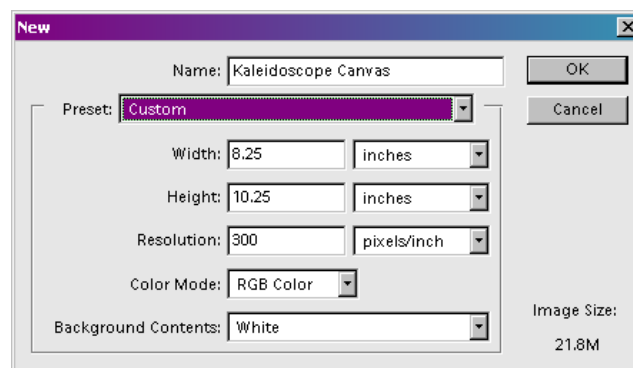 New
Name: Kaleidoscope Canvas
OK
Preset: Custom
Cancel
Width: 8.25 inches
Height: 10.25 inches
Resolution: 300 pixels/inch
Color Mode: RGB Color
Image Size:
Background Contents: White
21.8M